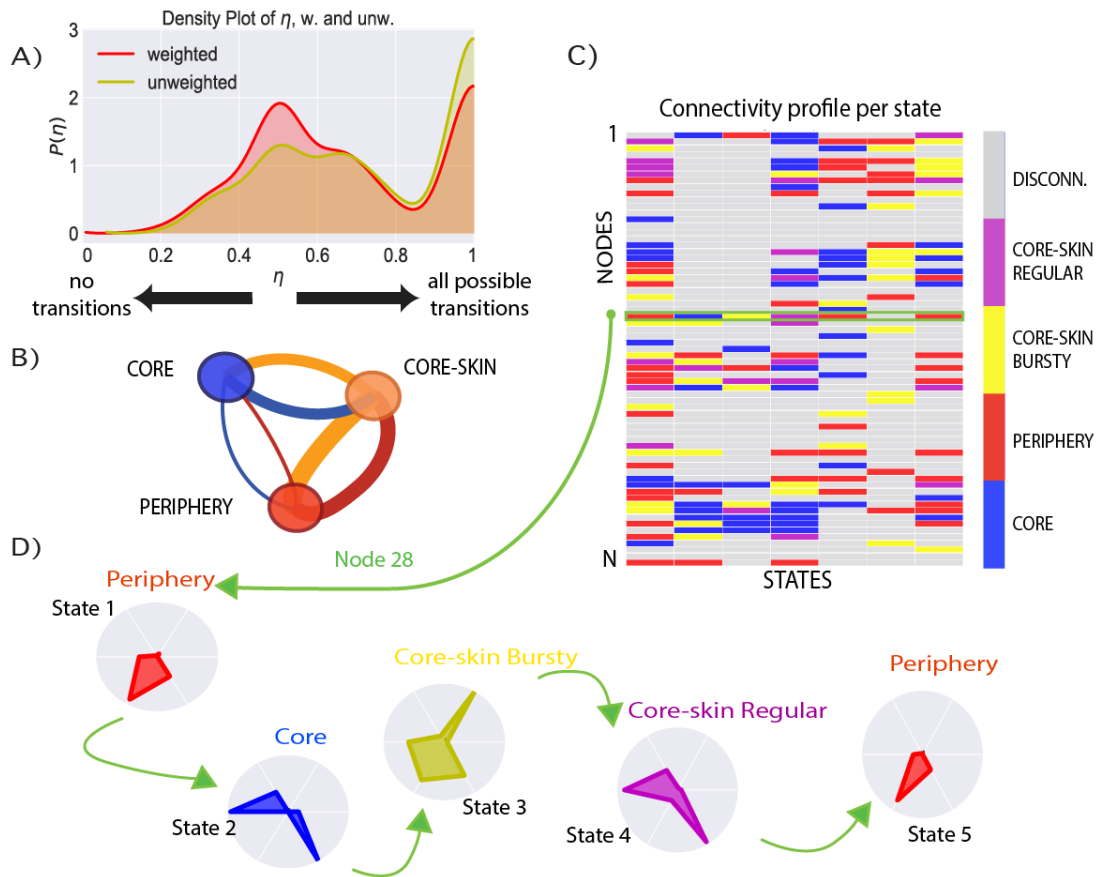 A)
Density Plot of η, w. and unw.
3
2
1
0
P(η)
weighted
unweighted
0
0.2
0.4
0.6
0.8
1
η
no
transitions
all possible
transitions
B)
CORE
CORE-SKIN
PERIPHERY
C)
Connectivity profile per state
1
NODES
N
STATES
DISCONN.
CORE-SKIN
REGULAR
CORE-SKIN
BURSTY
PERIPHERY
CORE
D)
Node 28
Periphery
State 1
Core
State 2
Core-skin Bursty
State 3
Core-skin Regular
State 4
Periphery
State 5